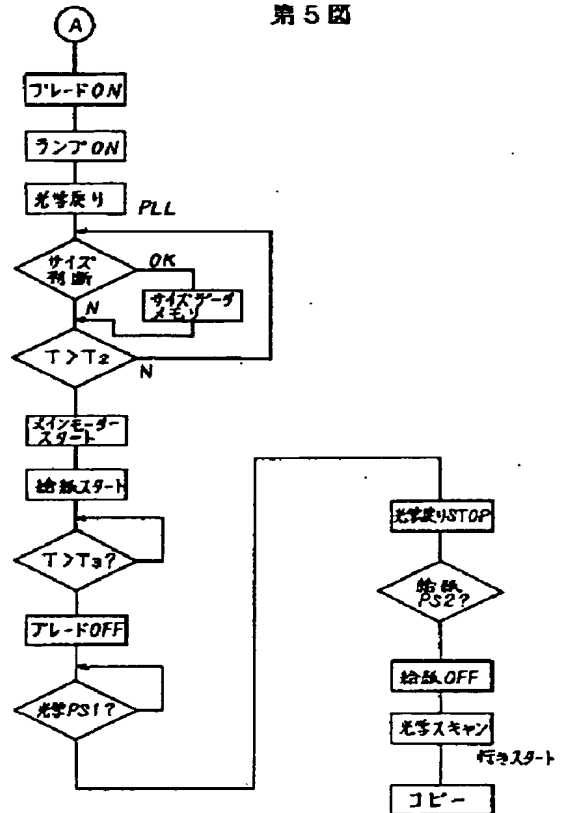 第5図
A
ブレードON
ランプON
光学戻り
PLL
サイズ
判断
OK
サイズデータ
メモリ
N
T>T2
N
メインモーター
スタート
給紙スタート
T>T3?
ブレードOFF
光学PS1?
光学戻りSTOP
給紙
PS2?
給紙OFF
光学スキャン
行きスタート
コピー